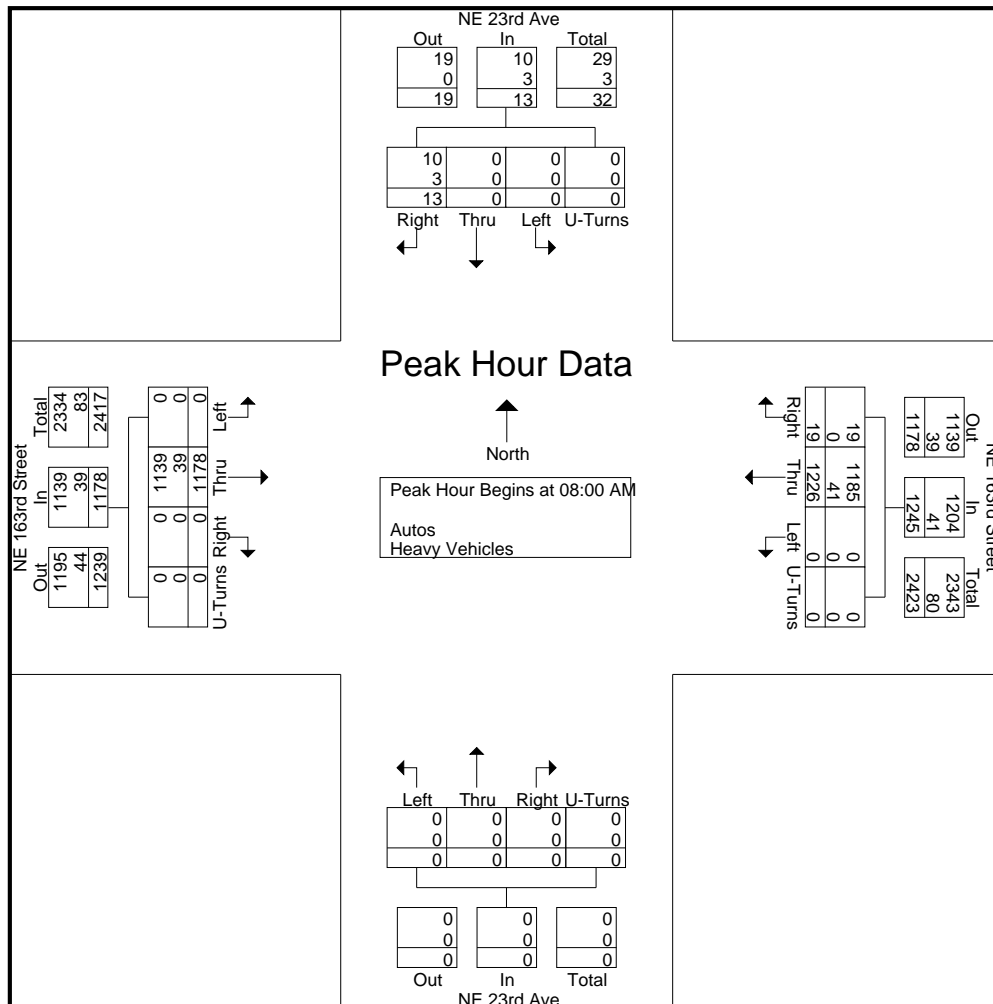 NE 23rd Ave
Out In Total
19 10 29
0 3 3
19 13 32
10 0 0 0
3 0 0 0
13 0 0 0
Right Thru Left U-Turns
Peak Hour Data
North
Peak Hour Begins at 08:00 AM
Autos
Heavy Vehicles
NE 163rd Street
Out In Total
1195 1139 2334
44 39 83
1239 1178 2417
0 0 1139 0
0 0 39 0
0 0 1178 0
U-Turns Right Thru Left
NE 163rd Street
Out In Total
1139 1204 2343
39 41 80
1178 1245 2423
19 1185 0 0
0 41 0 0
19 1226 0 0
Right Thru Left U-Turns
Left Thru Right U-Turns
0 0 0 0
0 0 0 0
0 0 0 0
0 0 0
0 0 0
0 0 0
Out In Total
NE 23rd Ave